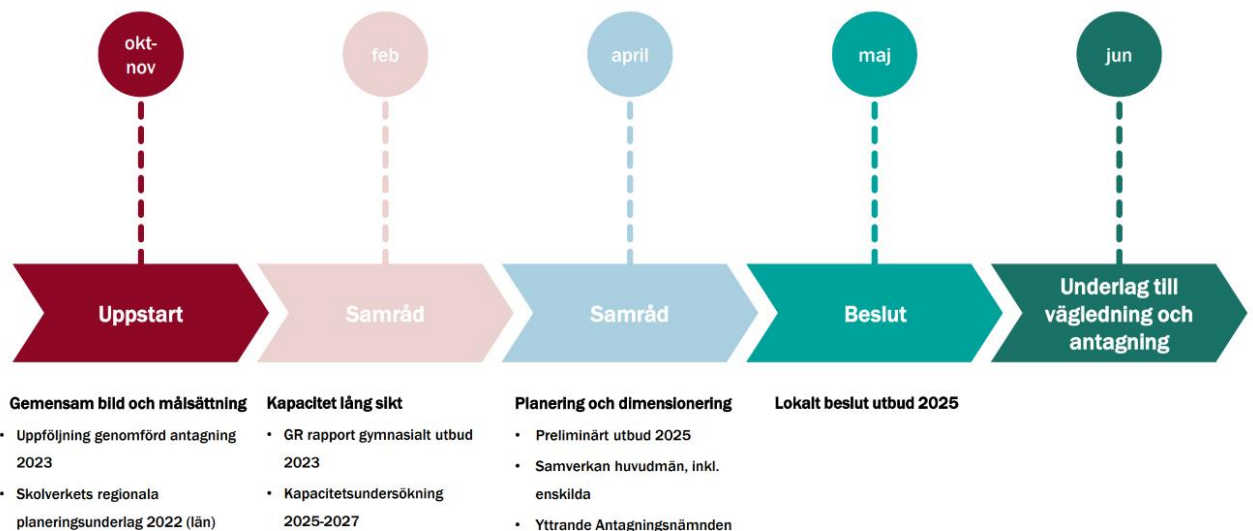 okt-
nov
feb
april
maj
jun
Uppstart
Samråd
Samråd
Beslut
Underlag till
vägledning och
antagning
Gemensam bild och målsättning
• Uppföljning genomförd antagning
2023
• Skolverkets regionala
planeringsunderlag 2022 (län)
Kapacitet lång sikt
• GR rapport gymnasialt utbud
2023
• Kapacitetsundersökning
2025-2027
Planering och dimensionering
• Preliminärt utbud 2025
• Samverkan huvudmän, inkl.
enskilda
• Yttrande Antagningsnämnden
Lokalt beslut utbud 2025